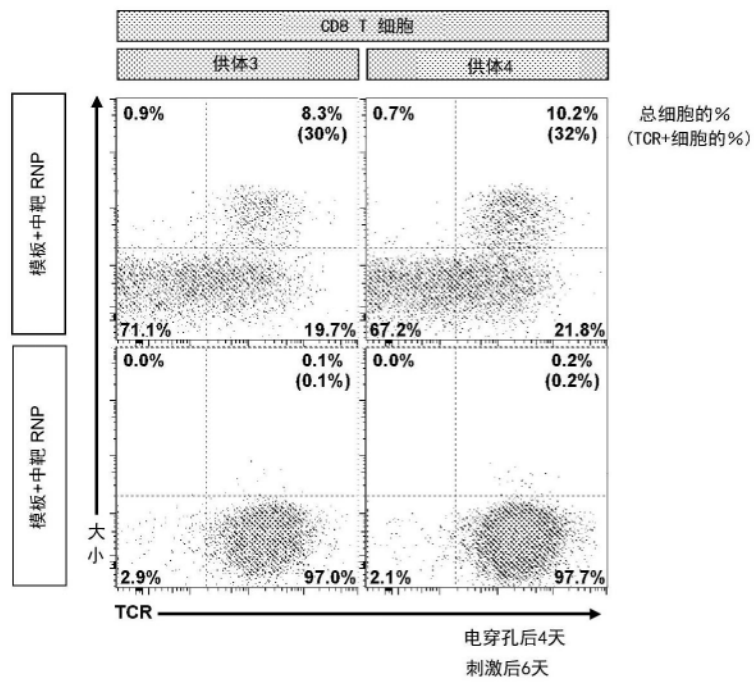 CD8 T 细胞
供体3
供体4
总细胞的%
(TCR+细胞的%)
模板+中靶 RNP
0.9%
8.3%
(30%)
71.1%
19.7%
0.7%
10.2%
(32%)
67.2%
21.8%
模板+中靶 RNP
0.0%
0.1%
(0.1%)
2.9%
97.0%
0.0%
0.2%
(0.2%)
2.1%
97.7%
大小
TCR
电穿孔后4天
刺激后6天